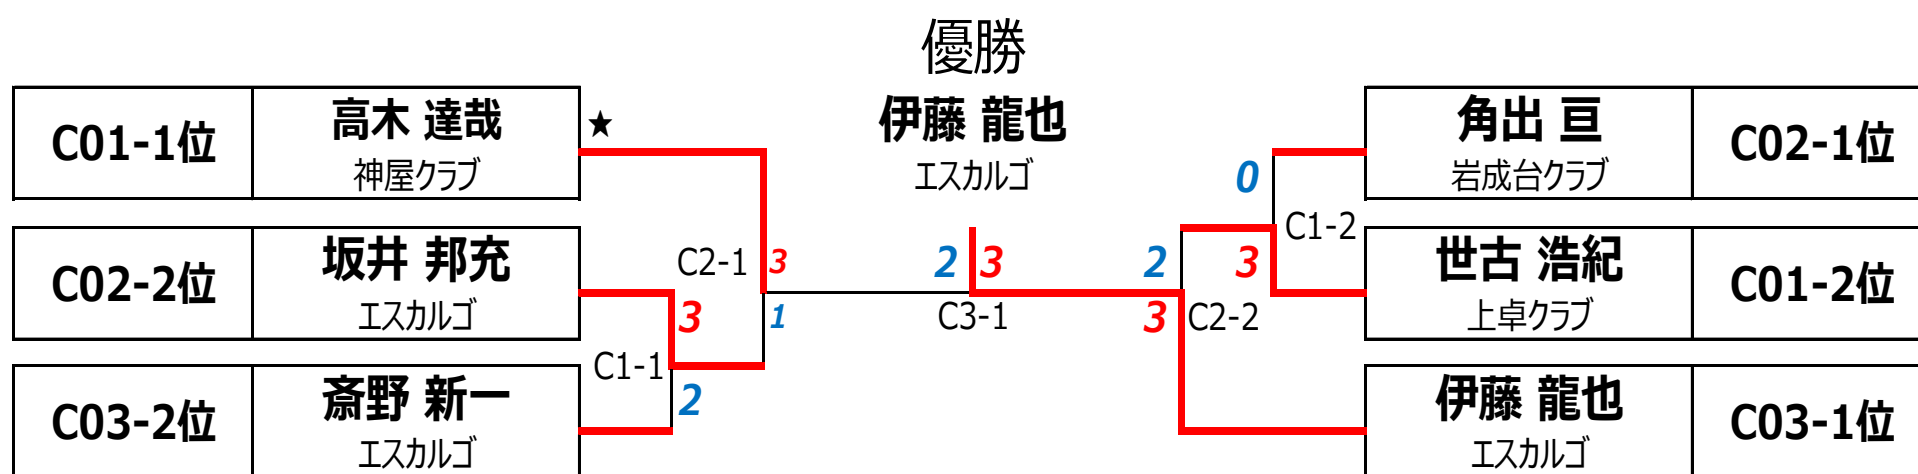 優勝
伊藤 龍也
エスカルゴ
C01-1位
高木 達哉
神屋クラブ
★
C02-2位
坂井 邦充
エスカルゴ
C03-2位
斎野 新一
エスカルゴ
C2-1
3
1
C1-1
3
2
2
3
C3-1
2
3
C2-2
0
3
C1-2
角出 亘
岩成台クラブ
C02-1位
世古 浩紀
上卓クラブ
C01-2位
伊藤 龍也
エスカルゴ
C03-1位